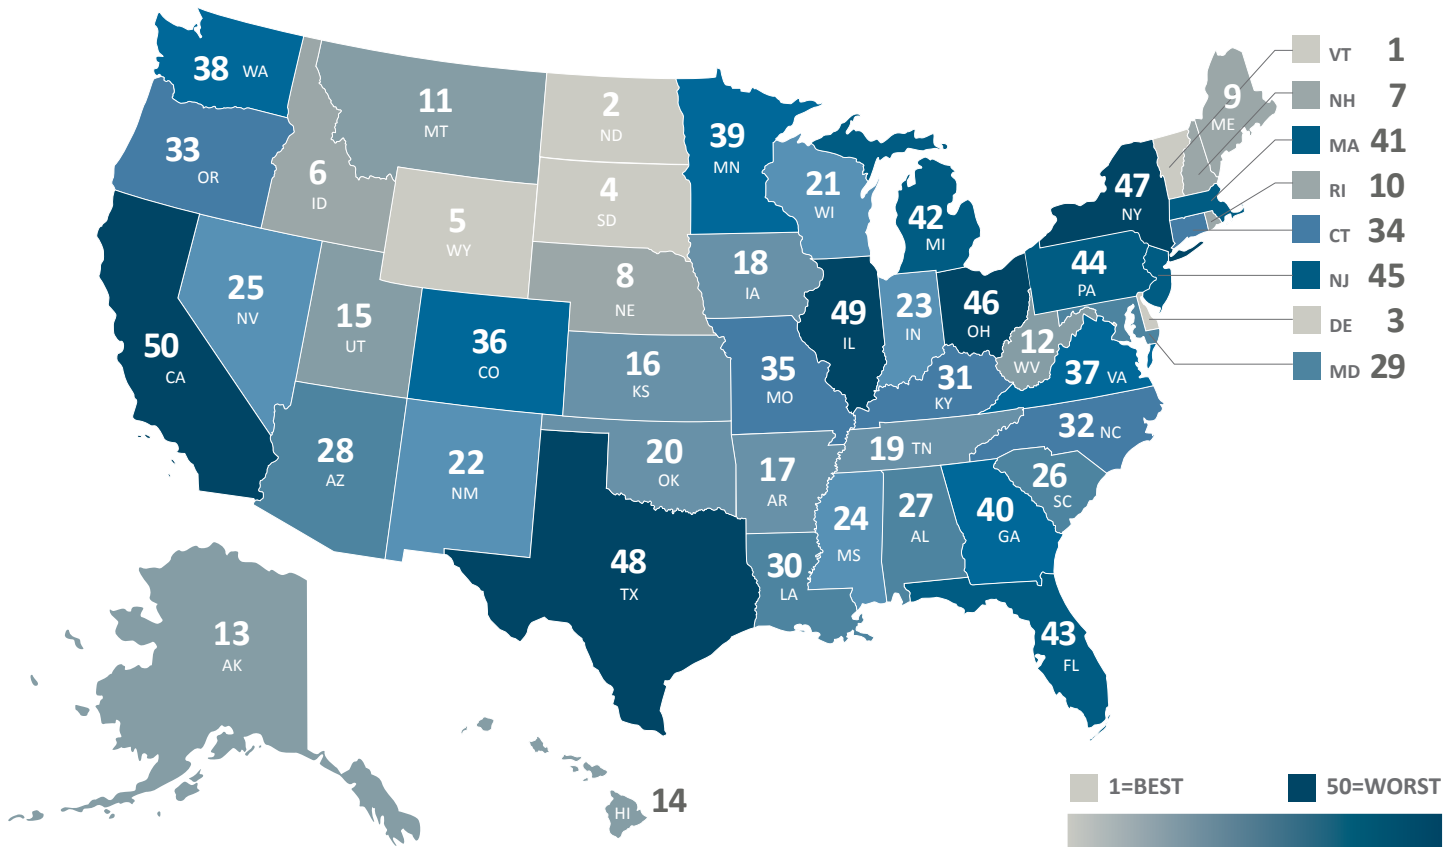 38 WA
11
MT
2
ND
39
MN
9
ME
VT 1
NH 7
MA 41
RI 10
CT 34
NJ 45
DE 3
MD 29
33
OR
6
ID
5
WY
4
SD
21
WI
42
MI
47
NY
25
NV
15
UT
8
NE
18
IA
44
PA
50
CA
36
CO
16
KS
35
MO
49
IL
23
IN
46
OH
12
WV
37 VA
31
KY
32 NC
28
AZ
22
NM
20
OK
17
AR
19 TN
26
SC
24
MS
27
AL
40
GA
48
TX
30
LA
43
FL
13
AK
HI 14
1=BEST
50=WORST